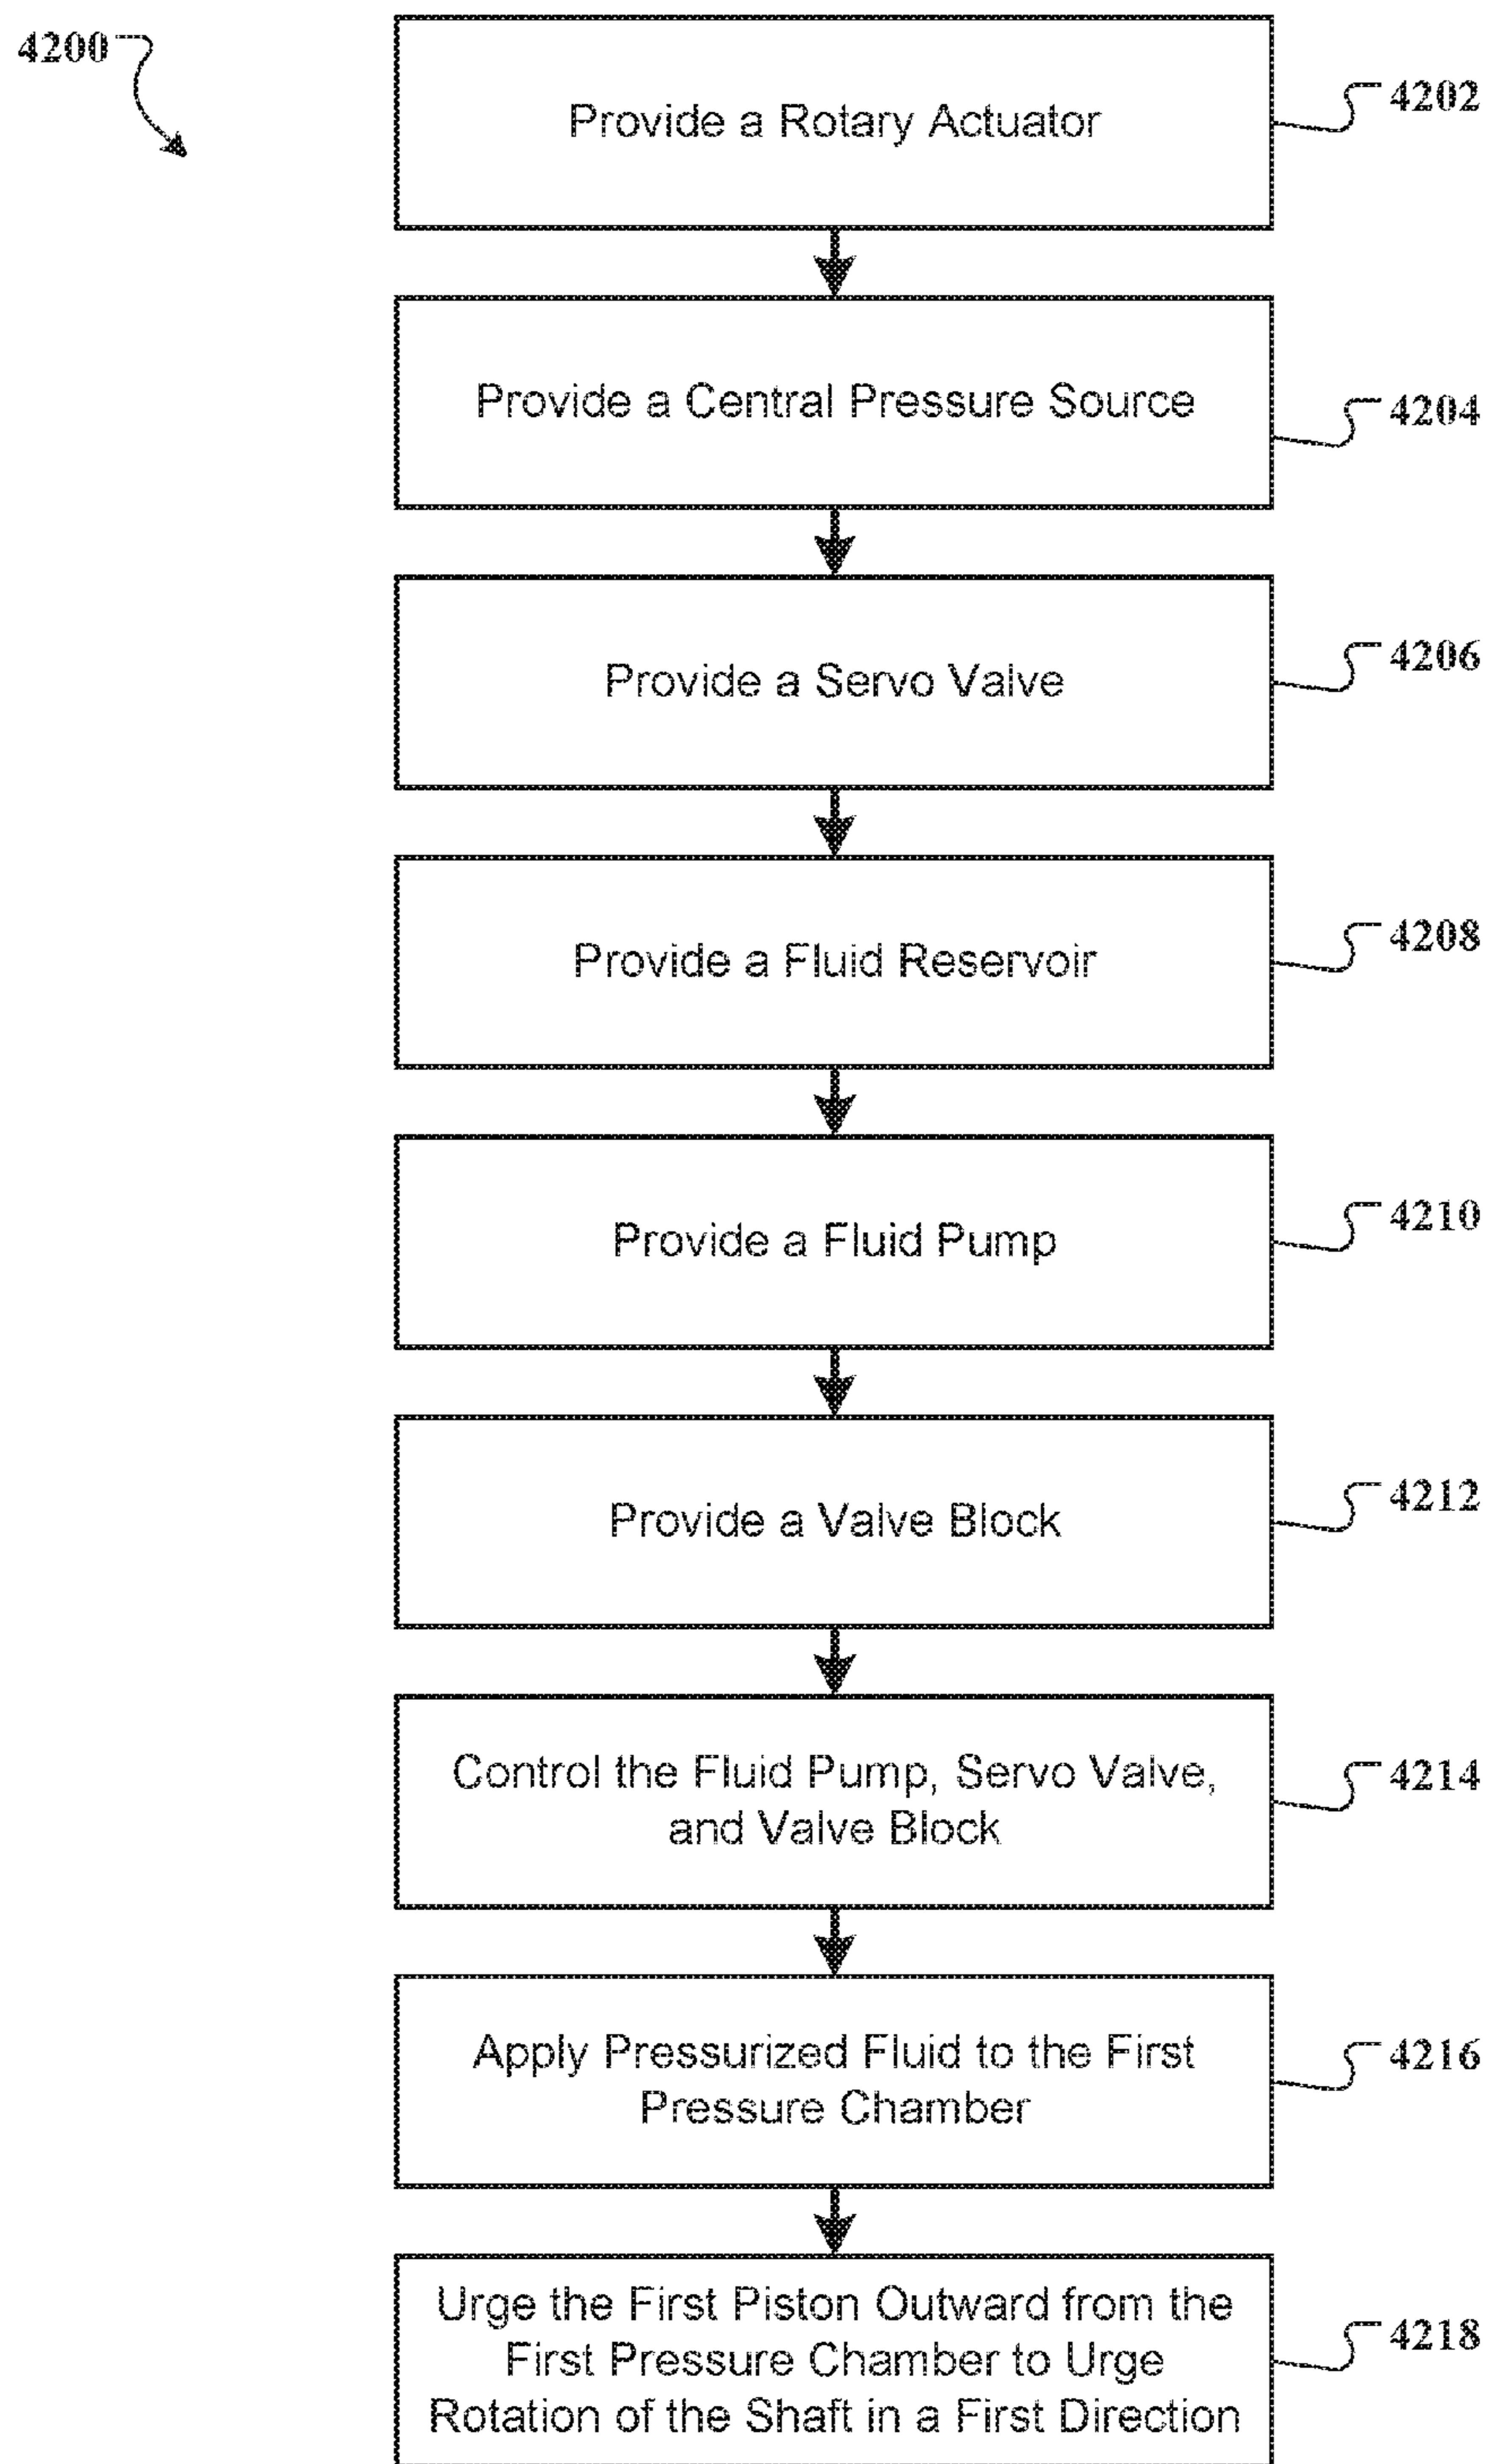 4200
Provide a Rotary Actuator
4202
Provide a Central Pressure Source
4204
Provide a Servo Valve
4206
Provide a Fluid Reservoir
4208
Provide a Fluid Pump
4210
Provide a Valve Block
4212
Control the Fluid Pump, Servo Valve,
and Valve Block
4214
Apply Pressurized Fluid to the First
Pressure Chamber
4216
Urge the First Piston Outward from the
First Pressure Chamber to Urge
Rotation of the Shaft in a First Direction
4218